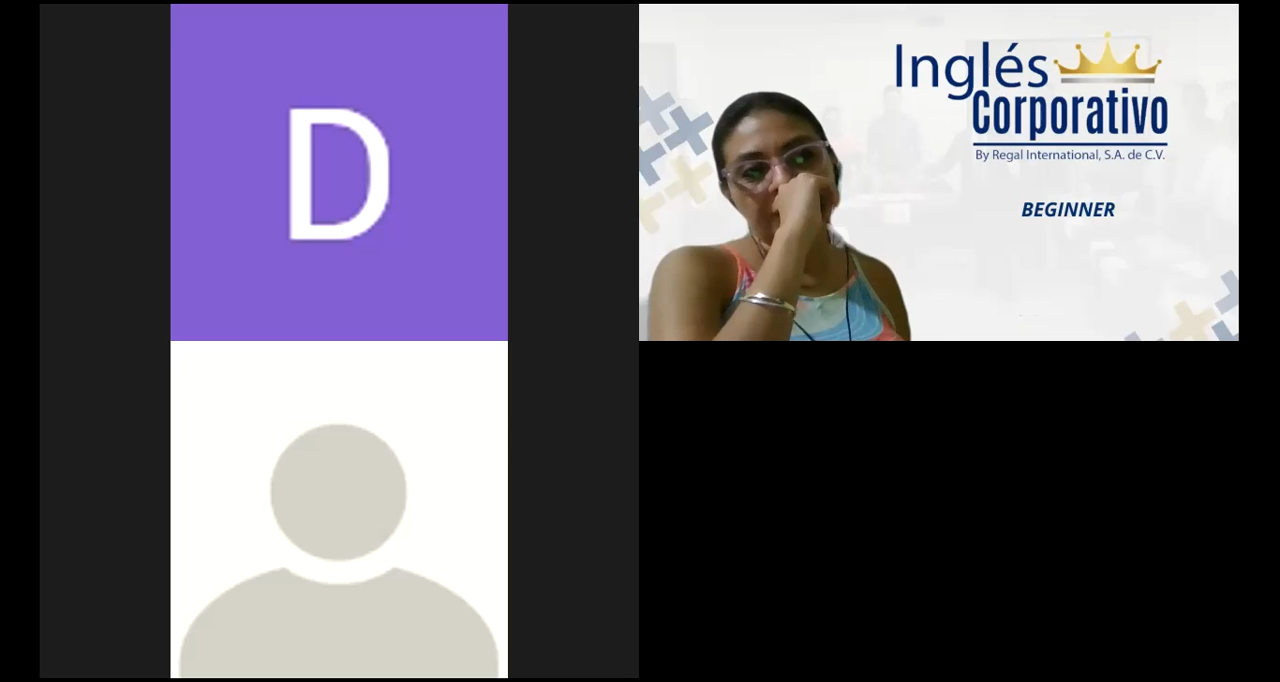 D
Inglés
Corporativo
By Regal International, S.A. de C.V.
BEGINNER